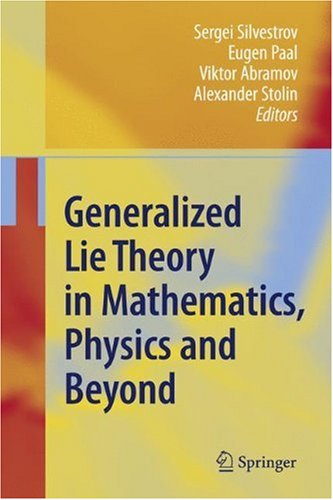 Sergei Silvestrov
Eugen Paal
Viktor Abramov
Alexander Stolin
Editors
Generalized
Lie Theory
in Mathematics,
Physics and
Beyond
Springer